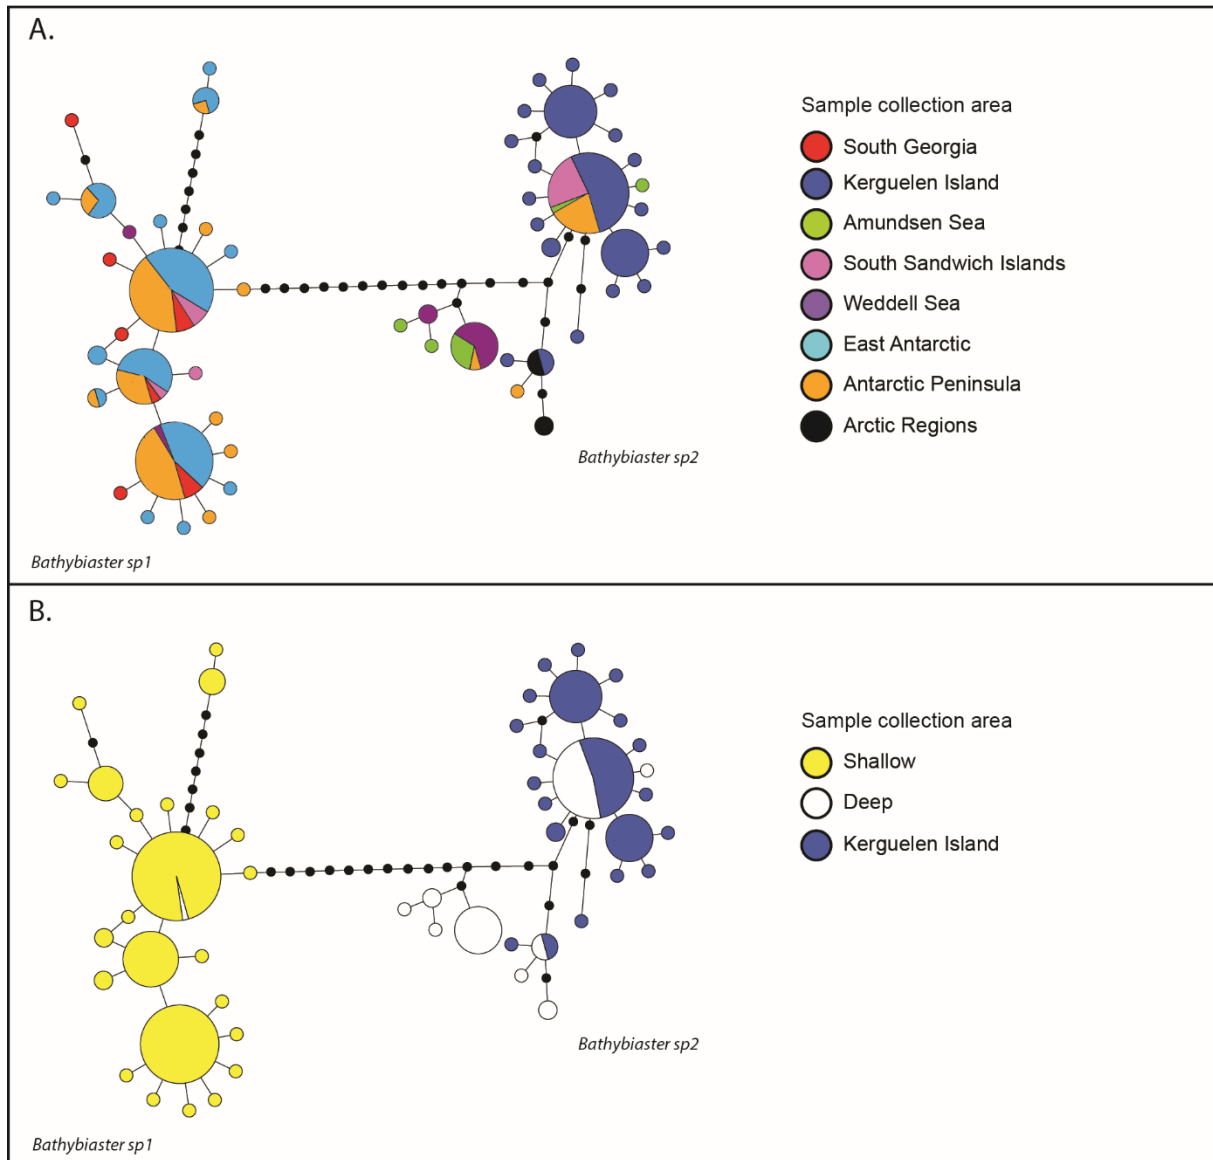 A.
Sample collection area
South Georgia
Kerguelen Island
Amundsen Sea
South Sandwich Islands
Weddell Sea
East Antarctic
Antarctic Peninsula
Arctic Regions
Bathybiaster sp2
Bathybiaster sp1
B.
Sample collection area
Shallow
Deep
Kerguelen Island
Bathybiaster sp2
Bathybiaster sp1